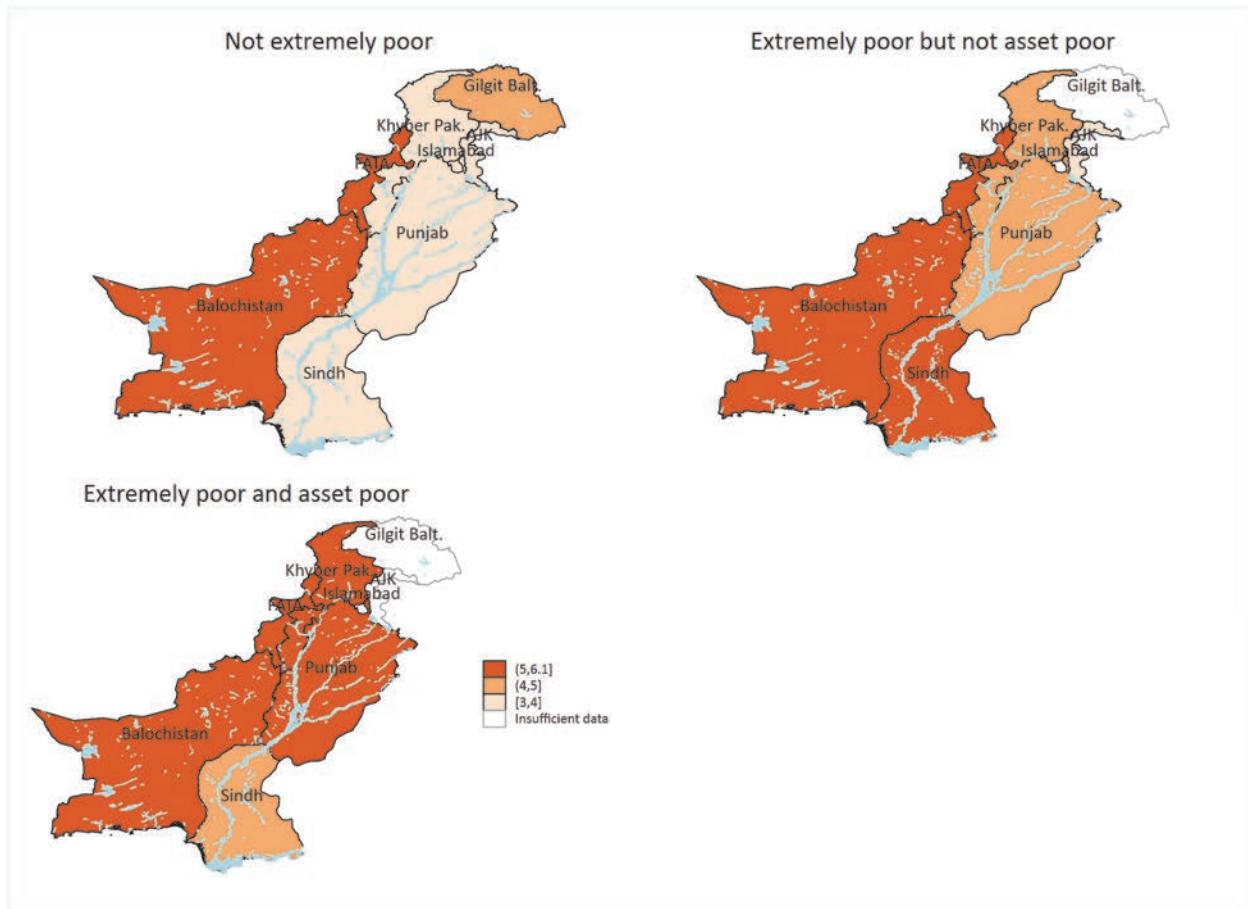 Not extremely poor
Gilgit Balt.
Khyber Pak.
AJK
Islamabad
FATA
Punjab
Balochistan
Sindh
Extremely poor but not asset poor
Gilgit Balt.
Khyber Pak.
AJK
Islamabad
FATA
Punjab
Balochistan
Sindh
Extremely poor and asset poor
Gilgit Balt.
Khyber Pak.
AJK
Islamabad
FATA
Punjab
Balochistan
Sindh
(5,6.1]
(4,5]
[3,4]
Insufficient data